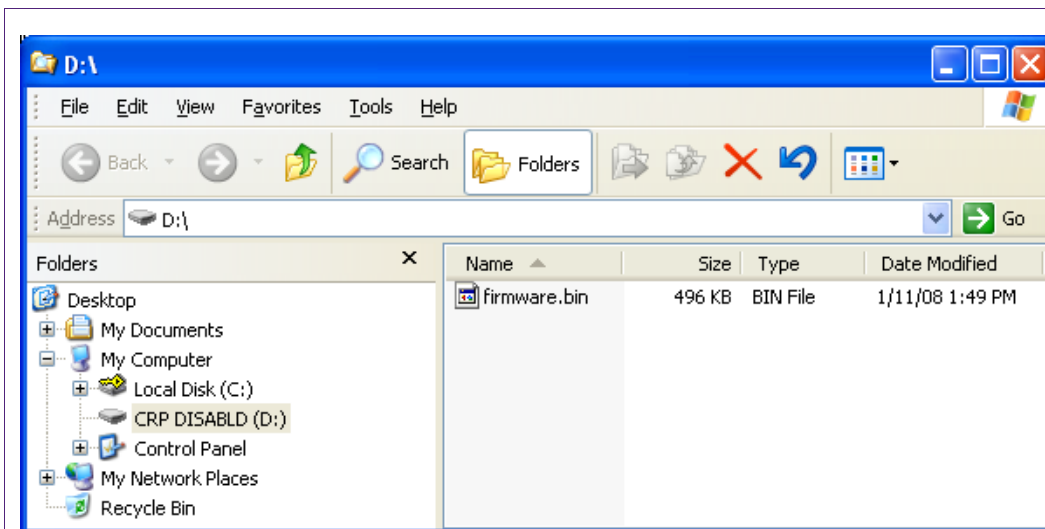 D:\
File Edit View Favorites Tools Help
Back Search Folders
Address D:\ Go
Folders Name Size Type Date Modified
Desktop firmware.bin 496 KB BIN File 1/11/08 1:49 PM
My Documents
My Computer
Local Disk (C:)
CRP DISABLD (D:)
Control Panel
My Network Places
Recycle Bin